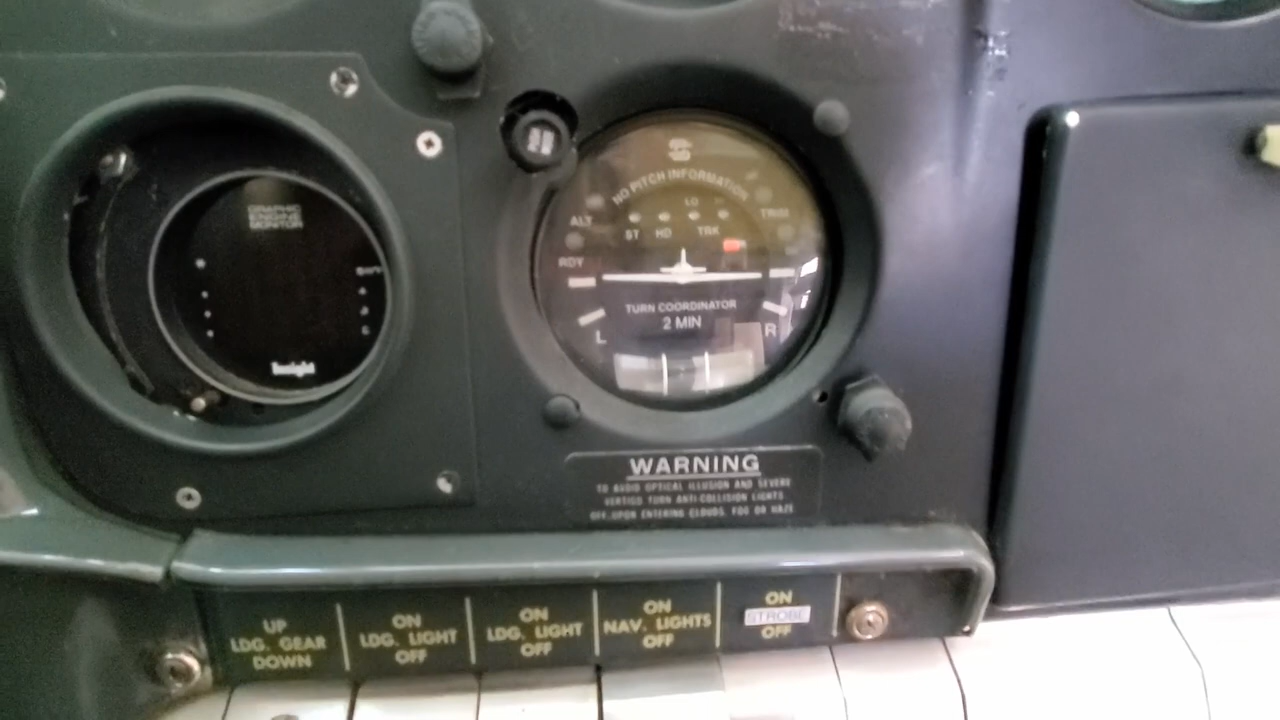 GRAPHIC
ENGINE
MONITOR
Insight
NO PITCH INFORMATION
LO
ALT
ST HD TRK
RDY
TURN COORDINATOR
2 MIN
L R
WARNING
TO AVOID OPTICAL ILLUSION AND SEVERE
VERTIGO TURN ANTI-COLLISION LIGHTS
OFF UPON ENTERING CLOUDS, FOG OR HAZE
UP
LDG. GEAR
DOWN
ON
LDG. LIGHT
OFF
ON
LDG. LIGHT
OFF
ON
NAV. LIGHTS
OFF
ON
STROBE
OFF